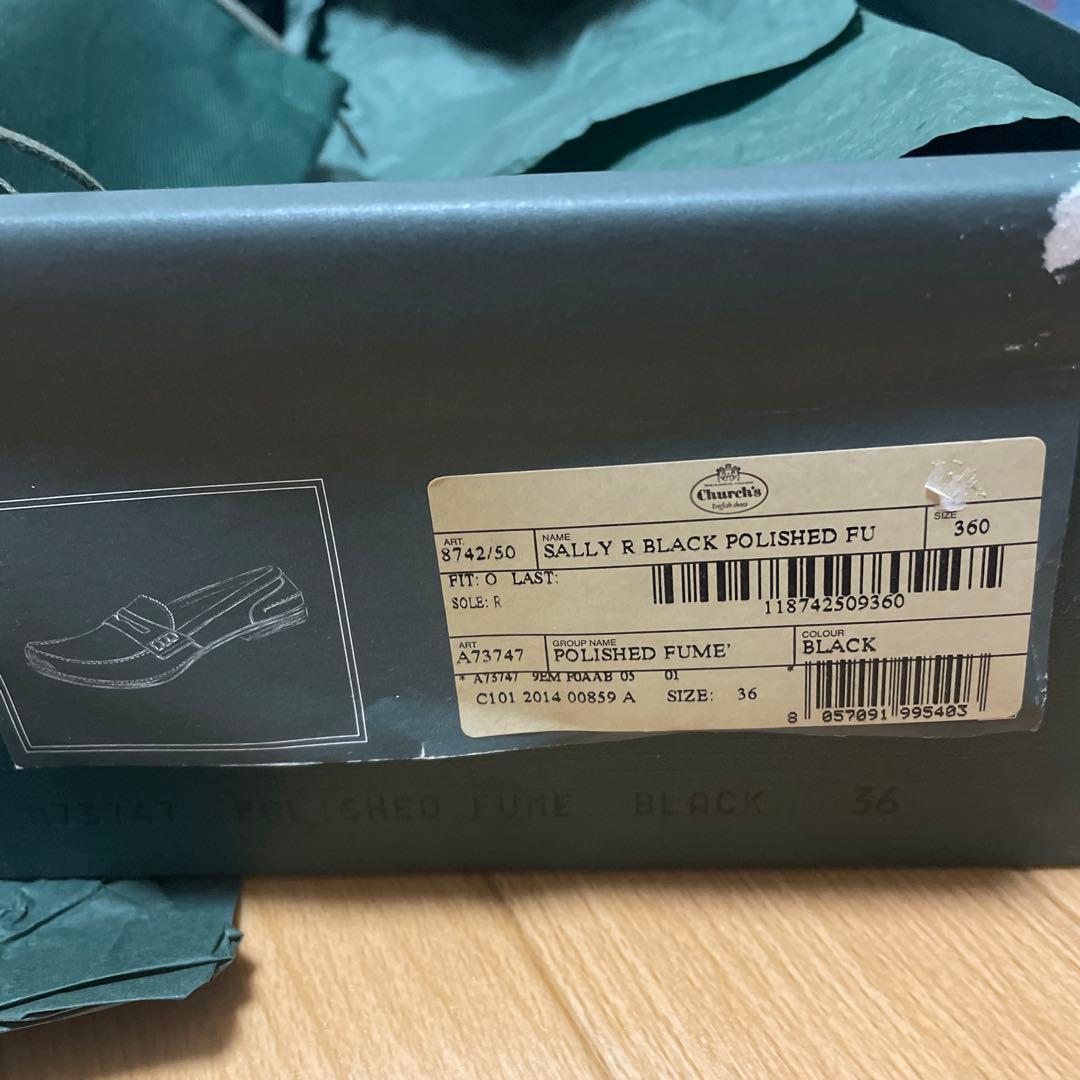 Church's
English shoes
ART. NAME SIZE
8742/50 SALLY R BLACK POLISHED FU 360
FIT: O LAST:
SOLE: R
118742509360
ART. GROUP NAME COLOUR
A73747 POLISHED FUME' BLACK
* A73747 9EM F0AAB 05 01 *
C101 2014 00859 A SIZE: 36
8 057091 995403
A73747 POLISHED FUME BLACK 36